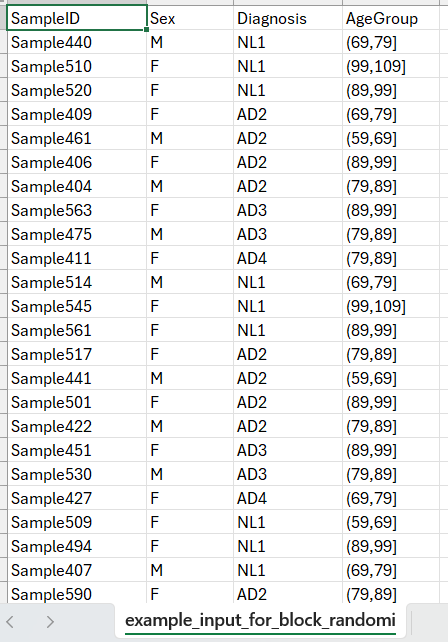 SampleID Sex Diagnosis AgeGroup
Sample440 M NL1 (69,79]
Sample510 F NL1 (99,109]
Sample520 F NL1 (89,99]
Sample409 F AD2 (69,79]
Sample461 M AD2 (59,69]
Sample406 F AD2 (89,99]
Sample404 M AD2 (79,89]
Sample563 F AD3 (89,99]
Sample475 M AD3 (79,89]
Sample411 F AD4 (79,89]
Sample514 M NL1 (69,79]
Sample545 F NL1 (99,109]
Sample561 F NL1 (89,99]
Sample517 F AD2 (79,89]
Sample441 M AD2 (59,69]
Sample501 F AD2 (89,99]
Sample422 M AD2 (79,89]
Sample451 F AD3 (89,99]
Sample530 M AD3 (79,89]
Sample427 F AD4 (69,79]
Sample509 F NL1 (59,69]
Sample494 F NL1 (89,99]
Sample407 M NL1 (69,79]
Sample590 F AD2 (79,89]
example_input_for_block_randomi